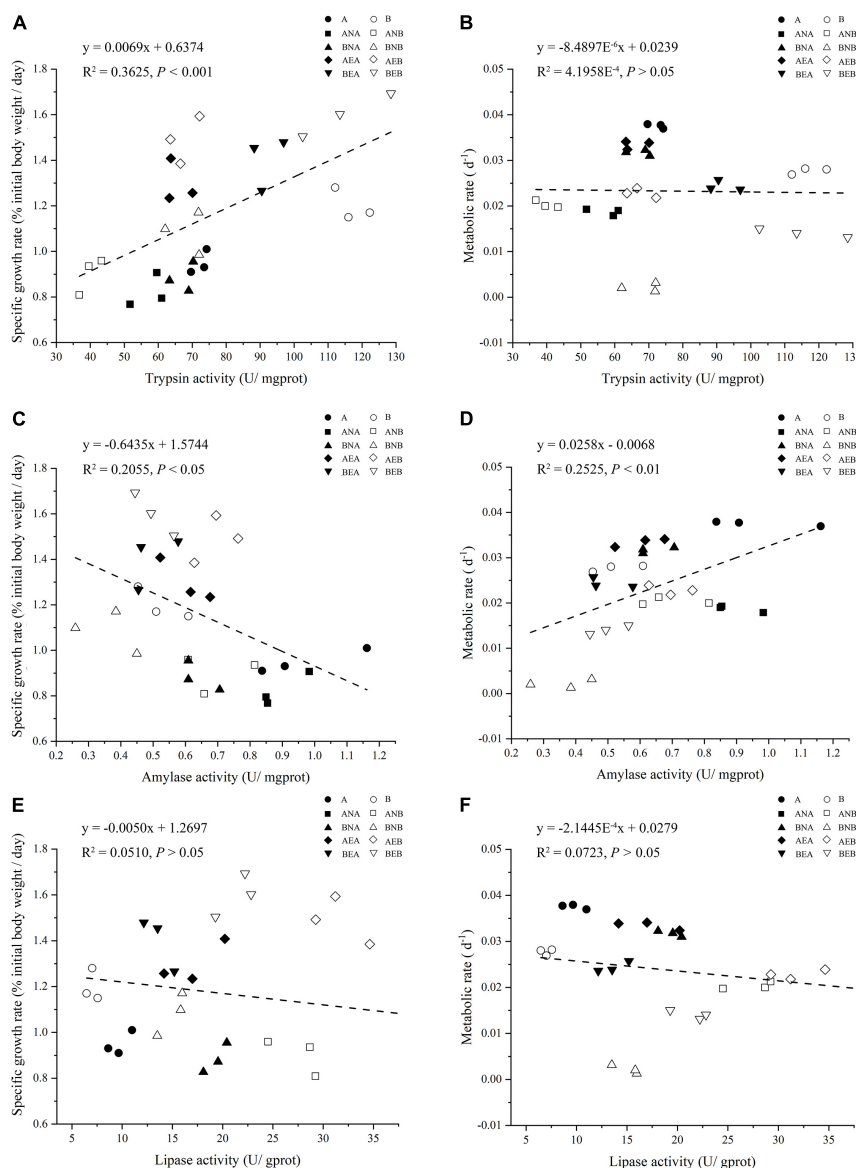 A
y = 0.0069x + 0.6374
R² = 0.3625, P < 0.001
A B
ANA ANB
BNA BNB
AEA AEB
BEA BEB
Specific growth rate (% initial body weight / day)
1.8
1.6
1.4
1.2
1.0
0.8
0.6
30 40 50 60 70 80 90 100 110 120 130
Trypsin activity (U/ mgprot)
B
y = -8.4897E⁻⁶x + 0.0239
R² = 4.1958E⁻⁴, P > 0.05
A B
ANA ANB
BNA BNB
AEA AEB
BEA BEB
Metabolic rate ( d⁻¹)
0.05
0.04
0.03
0.02
0.01
0.00
-0.01
30 40 50 60 70 80 90 100 110 120 130
Trypsin activity (U/ mgprot)
C
y = -0.6435x + 1.5744
R² = 0.2055, P < 0.05
A B
ANA ANB
BNA BNB
AEA AEB
BEA BEB
Specific growth rate (% initial body weight / day)
1.8
1.6
1.4
1.2
1.0
0.8
0.6
0.2 0.3 0.4 0.5 0.6 0.7 0.8 0.9 1.0 1.1 1.2
Amylase activity (U/ mgprot)
D
y = 0.0258x - 0.0068
R² = 0.2525, P < 0.01
A B
ANA ANB
BNA BNB
AEA AEB
BEA BEB
Metabolic rate ( d⁻¹)
0.05
0.04
0.03
0.02
0.01
0.00
-0.01
0.2 0.3 0.4 0.5 0.6 0.7 0.8 0.9 1.0 1.1 1.2
Amylase activity (U/ mgprot)
E
y = -0.0050x + 1.2697
R² = 0.0510, P > 0.05
A B
ANA ANB
BNA BNB
AEA AEB
BEA BEB
Specific growth rate (% initial body weight / day)
1.8
1.6
1.4
1.2
1.0
0.8
0.6
5 10 15 20 25 30 35
Lipase activity (U/ gprot)
F
y = -2.1445E⁻⁴x + 0.0279
R² = 0.0723, P > 0.05
A B
ANA ANB
BNA BNB
AEA AEB
BEA BEB
Metabolic rate ( d⁻¹)
0.05
0.04
0.03
0.02
0.01
0.00
-0.01
5 10 15 20 25 30 35
Lipase activity (U/ gprot)